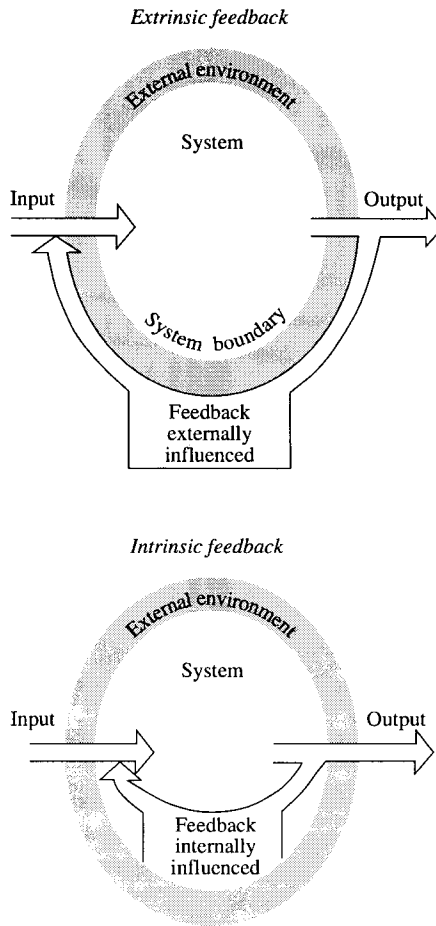 Extrinsic feedback
External environment
System
Input
Output
System boundary
Feedback
externally
influenced
Intrinsic feedback
External environment
System
Input
Output
Feedback
internally
influenced